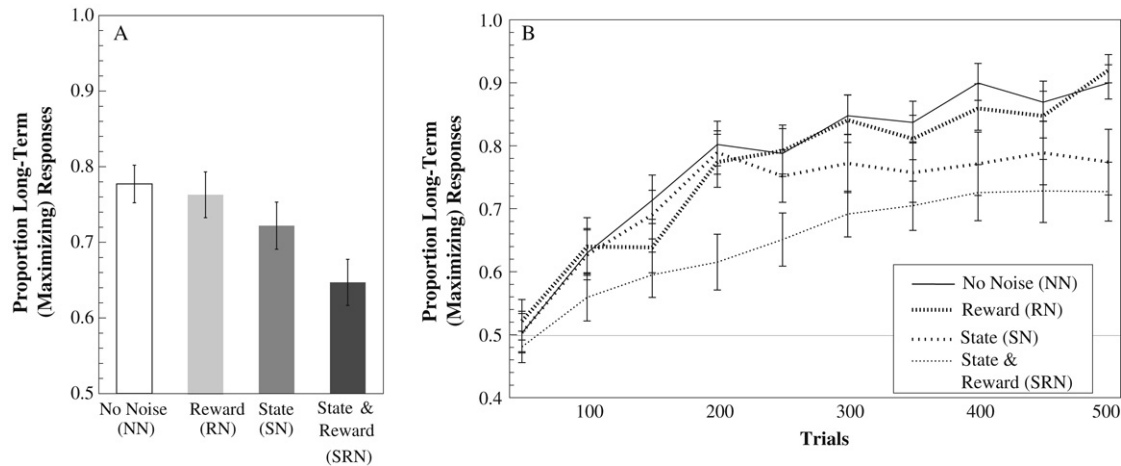 A
Proportion Long-Term
(Maximizing) Responses
1.0
0.9
0.8
0.7
0.6
0.5
No Noise
(NN)
Reward
(RN)
State
(SN)
State &
Reward
(SRN)
B
Proportion Long-Term
(Maximizing) Responses
1.0
0.9
0.8
0.7
0.6
0.5
0.4
100
200
300
400
500
Trials
No Noise (NN)
Reward (RN)
State (SN)
State &
Reward (SRN)